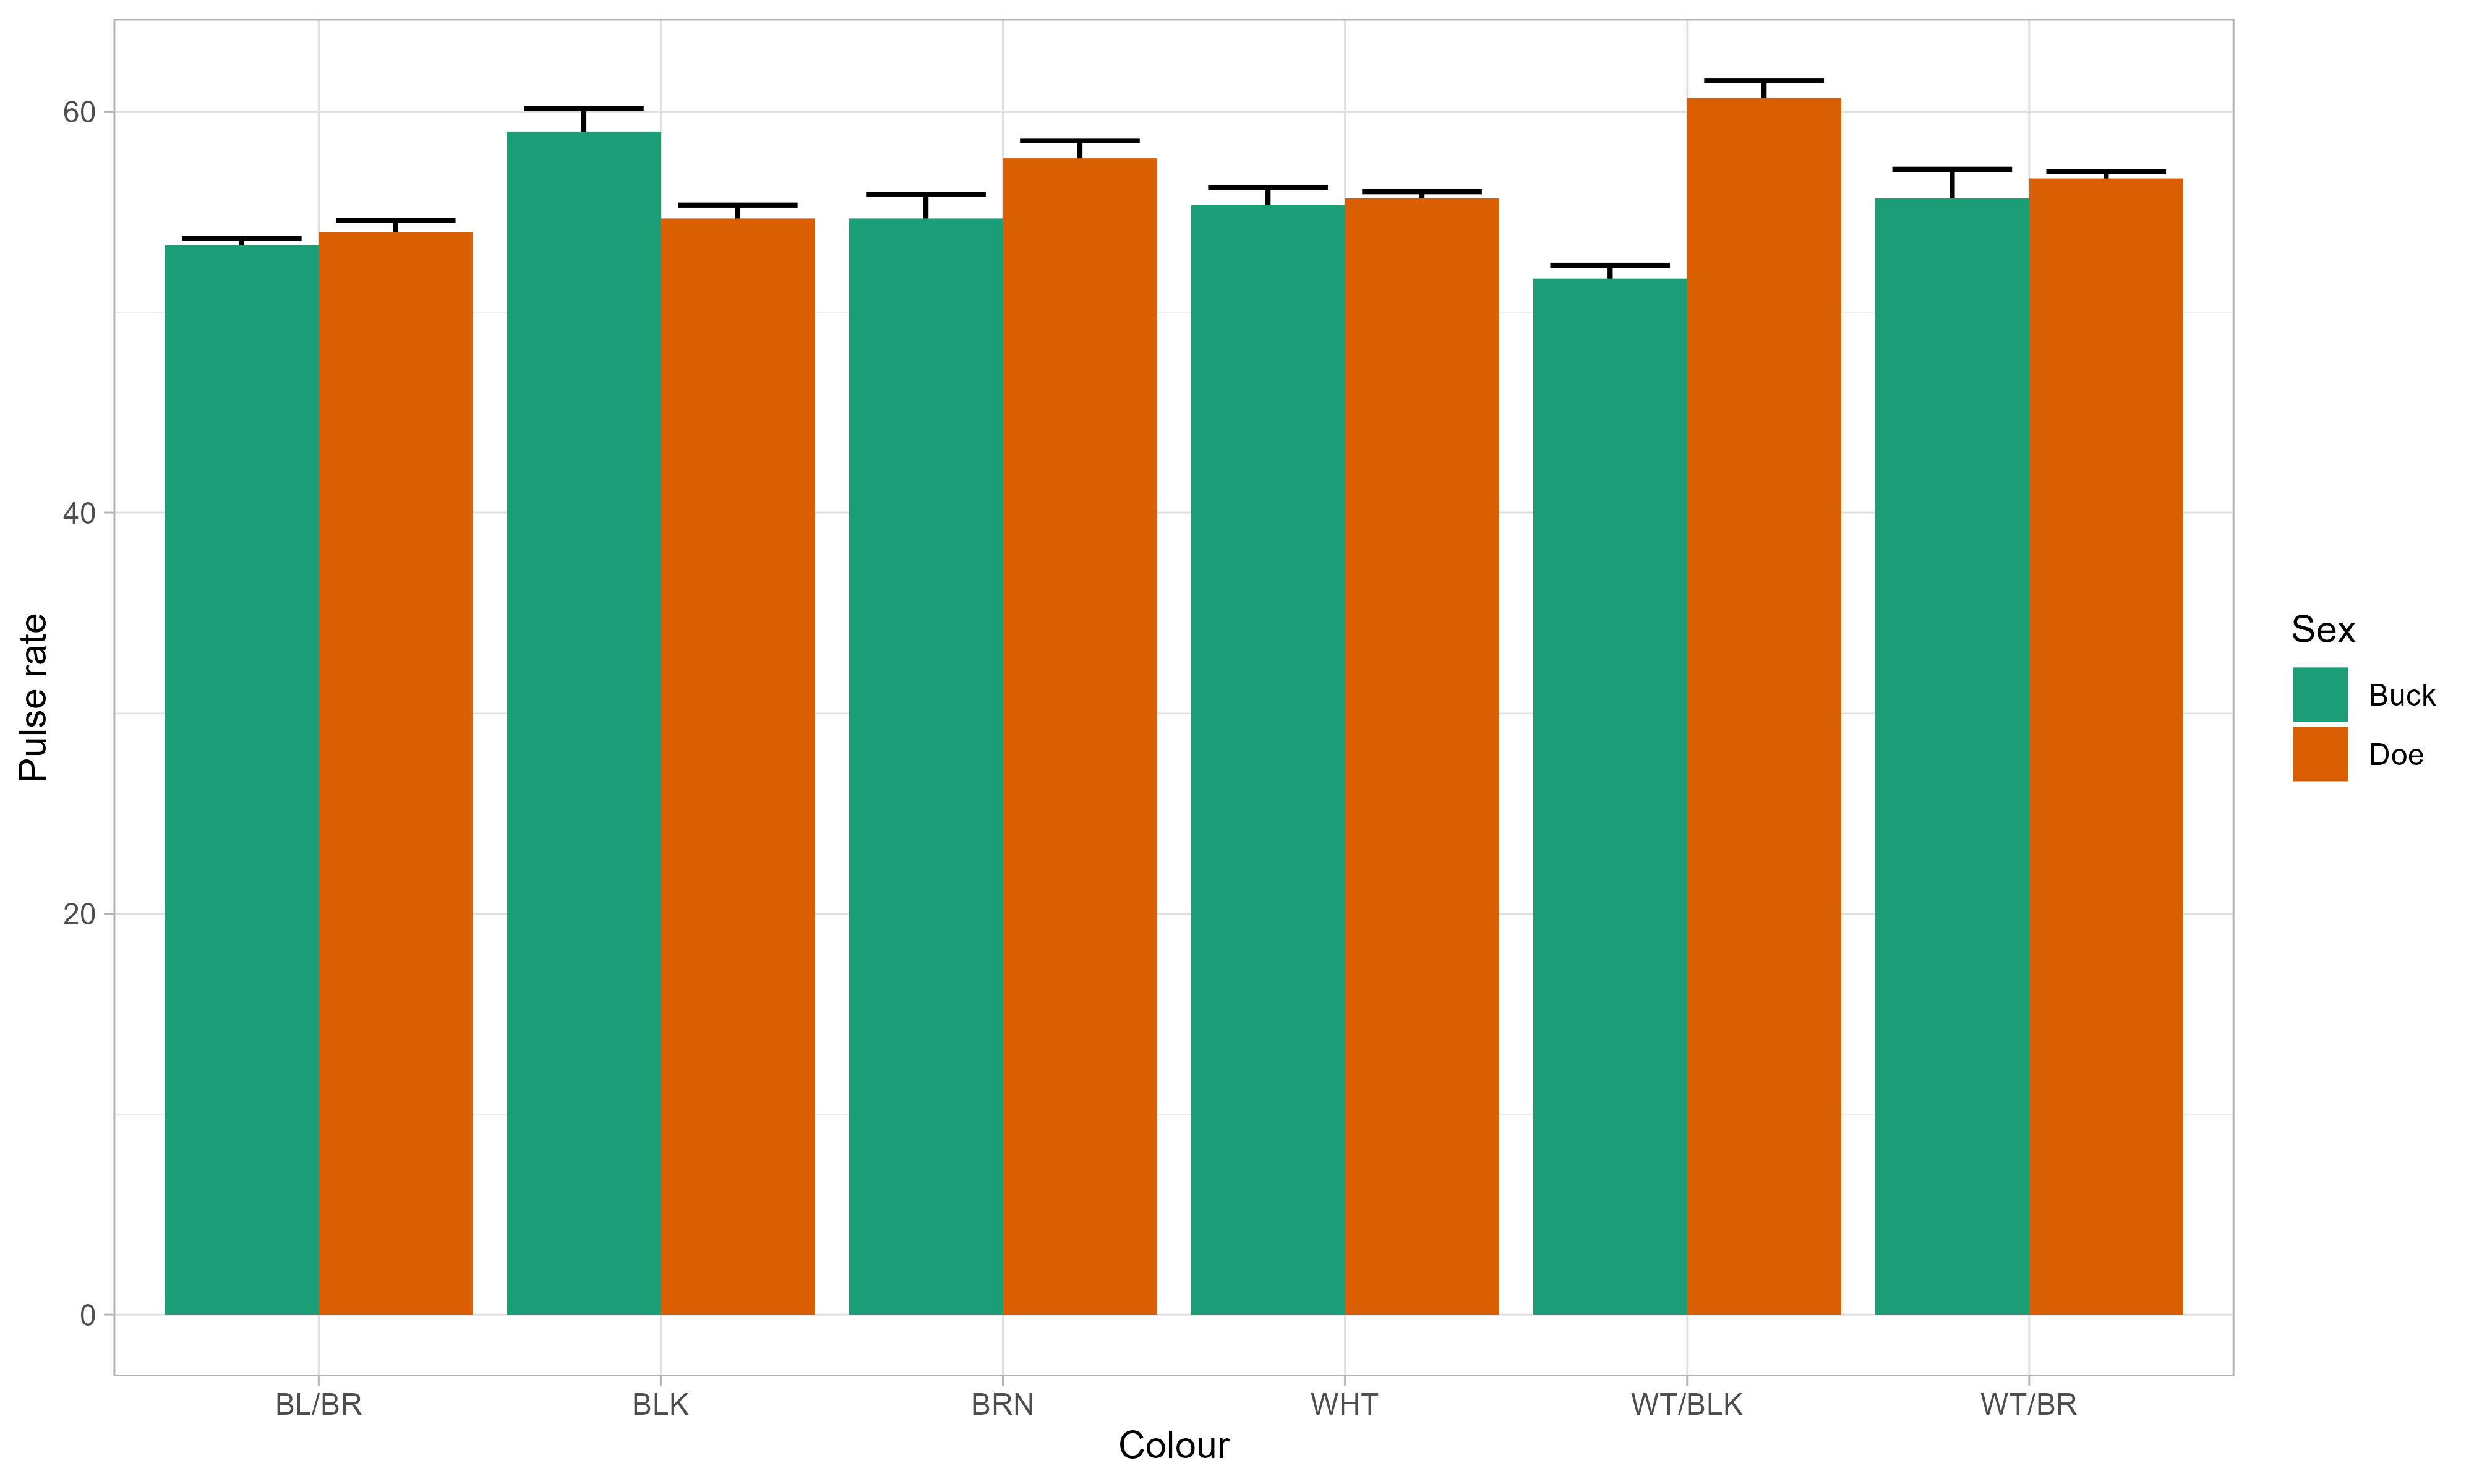 60
40
20
0
Pulse rate
BL/BR
BLK
BRN
WHT
WT/BLK
WT/BR
Colour
Sex
Buck
Doe